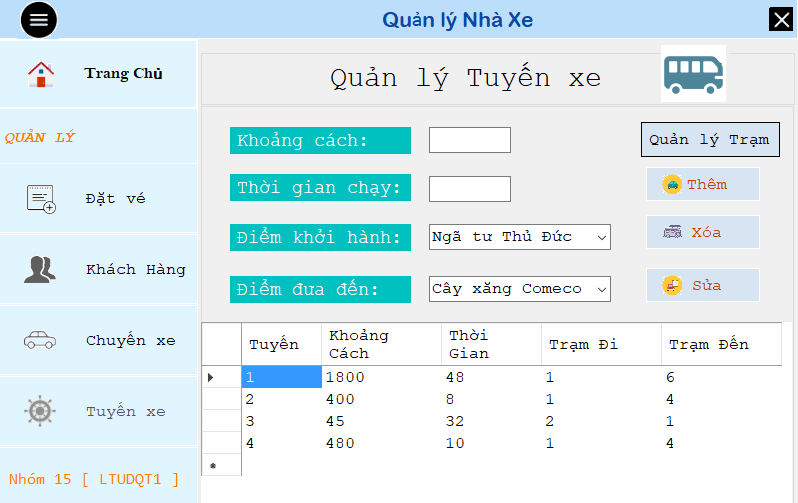 Quản lý Nhà Xe
Trang Chủ
QUẢN LÝ
Đặt vé
Khách Hàng
Chuyến xe
Tuyến xe
Nhóm 15 [ LTUDQT1 ]
Quản lý Tuyến xe
Khoảng cách:
Thời gian chạy:
Điểm khởi hành: Ngã tư Thủ Đức
Điểm đưa đến: Cây xăng Comeco
Quản lý Trạm
Thêm
Xóa
Sửa
Tuyến Khoảng Cách Thời Gian Trạm Đi Trạm Đến
1 1800 48 1 6
2 400 8 1 4
3 45 32 2 1
4 480 10 1 4